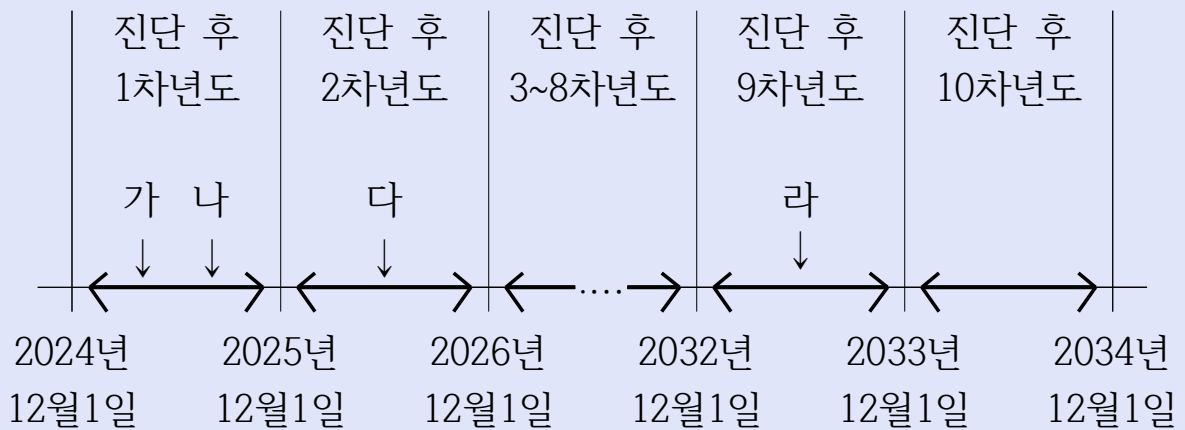 진단 후 진단 후 진단 후 진단 후 진단 후
1차년도 2차년도 3~8차년도 9차년도 10차년도
가 나 다 라
↓ ↓ ↓ ↓
....
2024년 2025년 2026년 2032년 2033년 2034년
12월1일 12월1일 12월1일 12월1일 12월1일 12월1일